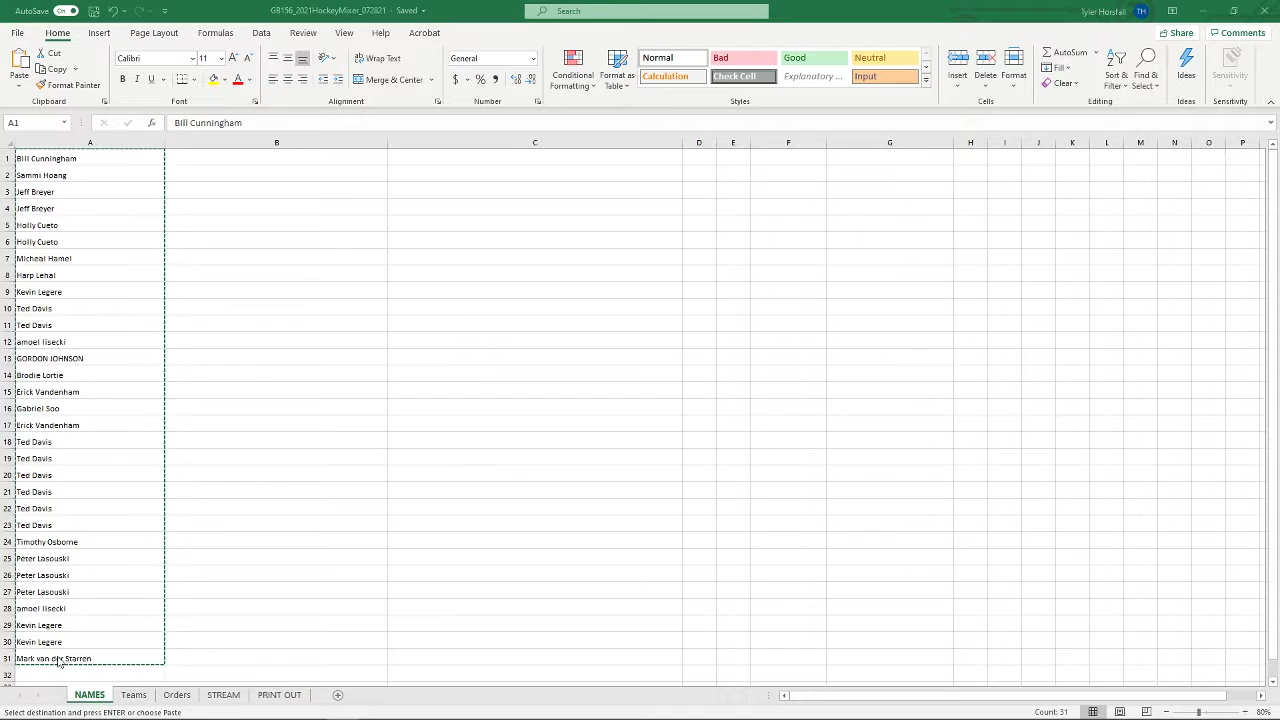 AutoSave On
GB156_2021HockeyMixer_072821 - Saved
Search
Tyler Horsfall TH
File Home Insert Page Layout Formulas Data Review View Help Acrobat Share Comments
Paste Cut Copy Format Painter Clipboard
Calibri 11 B I U Font
Merge & Center Alignment
General $ % Number
Conditional Formatting Format as Table
Normal Bad Good Neutral
Calculation Check Cell Explanatory ... Input
Styles
Insert Delete Format Cells
AutoSum Fill Clear Sort & Filter Find & Select Editing
Ideas Ideas
Sensitivity Sensitivity
A1 fx Bill Cunningham
A B C D E F G H I J K L M N O P
1 Bill Cunningham
2 Sammi Hoang
3 Jeff Breyer
4 Jeff Breyer
5 Holly Cueto
6 Holly Cueto
7 Micheal Hamel
8 Harp Lehal
9 Kevin Legere
10 Ted Davis
11 Ted Davis
12 amoel lisecki
13 GORDON JOHNSON
14 Brodie Lortie
15 Erick Vandenham
16 Gabriel Soo
17 Erick Vandenham
18 Ted Davis
19 Ted Davis
20 Ted Davis
21 Ted Davis
22 Ted Davis
23 Ted Davis
24 Timothy Osborne
25 Peter Lasouski
26 Peter Lasouski
27 Peter Lasouski
28 amoel lisecki
29 Kevin Legere
30 Kevin Legere
31 Mark van der Starren
32
NAMES Teams Orders STREAM PRINT OUT
Select destination and press ENTER or choose Paste
Count: 31
80%